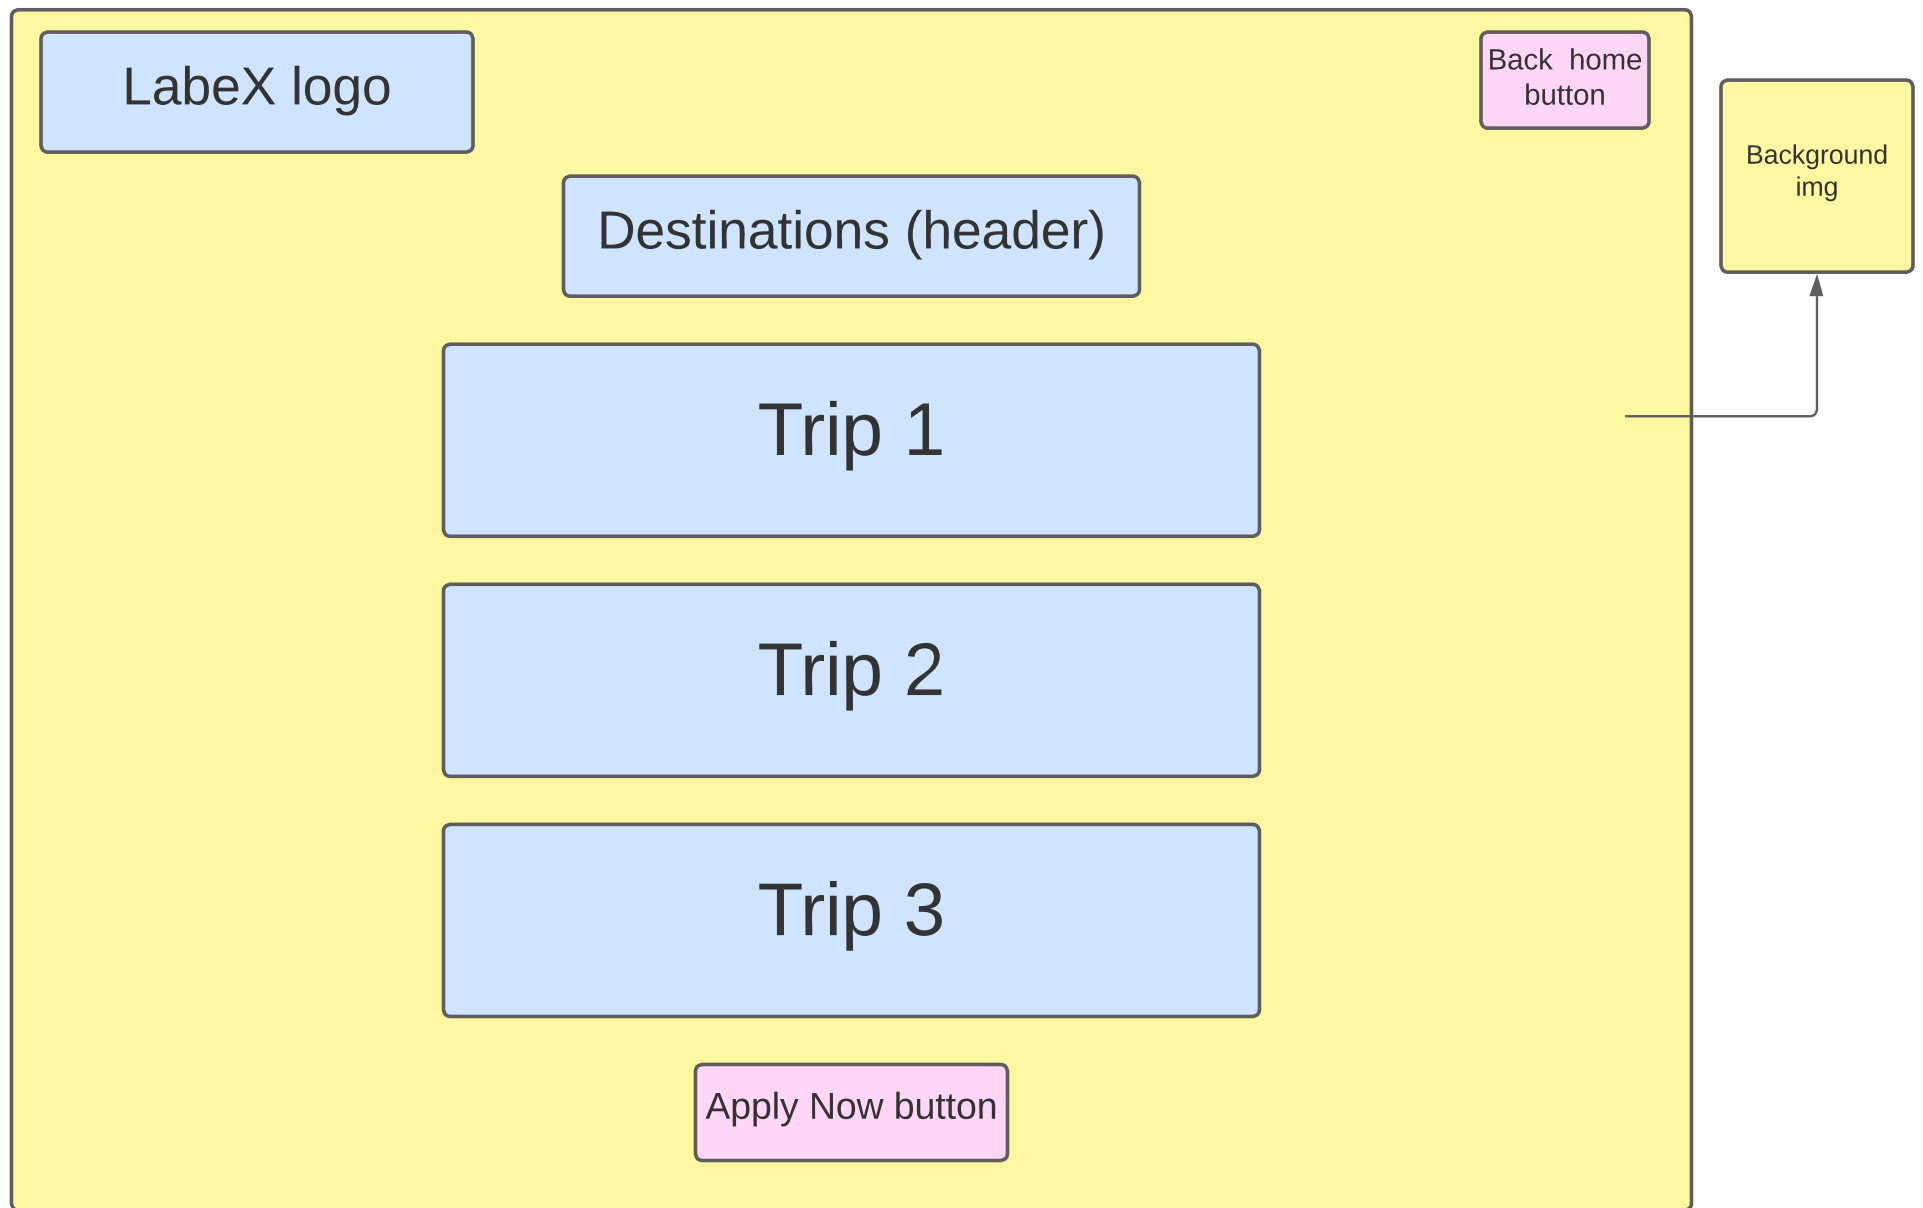 LabeX logo
Back  home
button
Background
img
Destinations (header)
Trip 1
Trip 2
Trip 3
Apply Now button